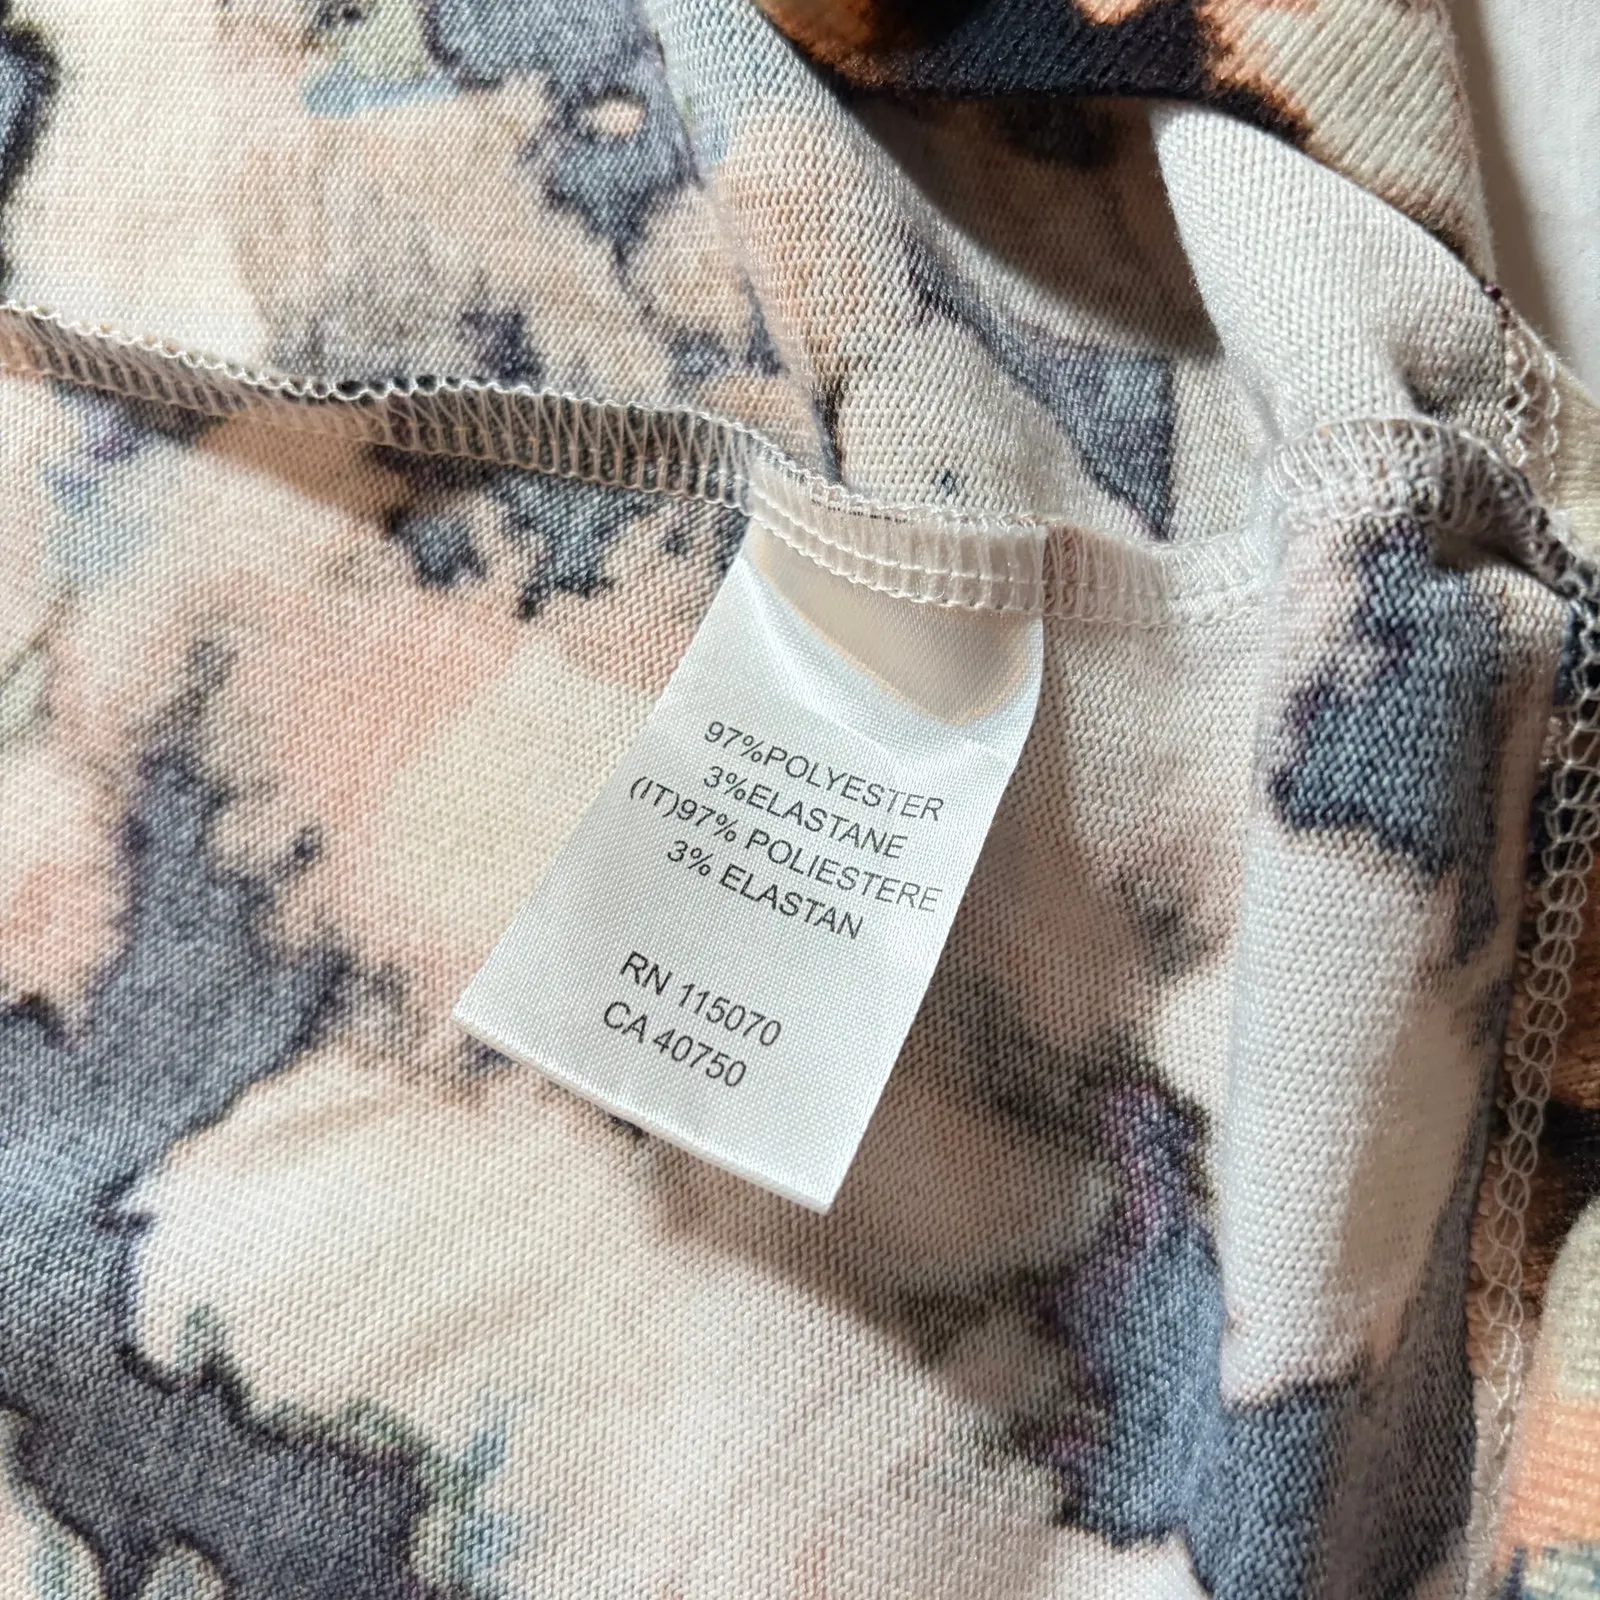 97%POLYESTER
3%ELASTANE
(IT)97% POLIESTERE
3% ELASTAN
RN 115070
CA 40750